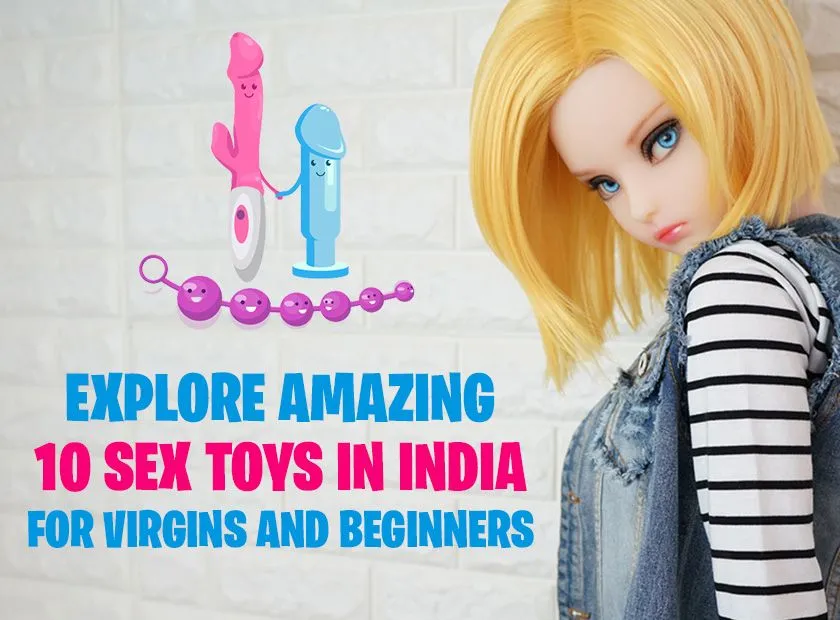 EXPLORE AMAZING
10 SEX TOYS IN INDIA
FOR VIRGINS AND BEGINNERS